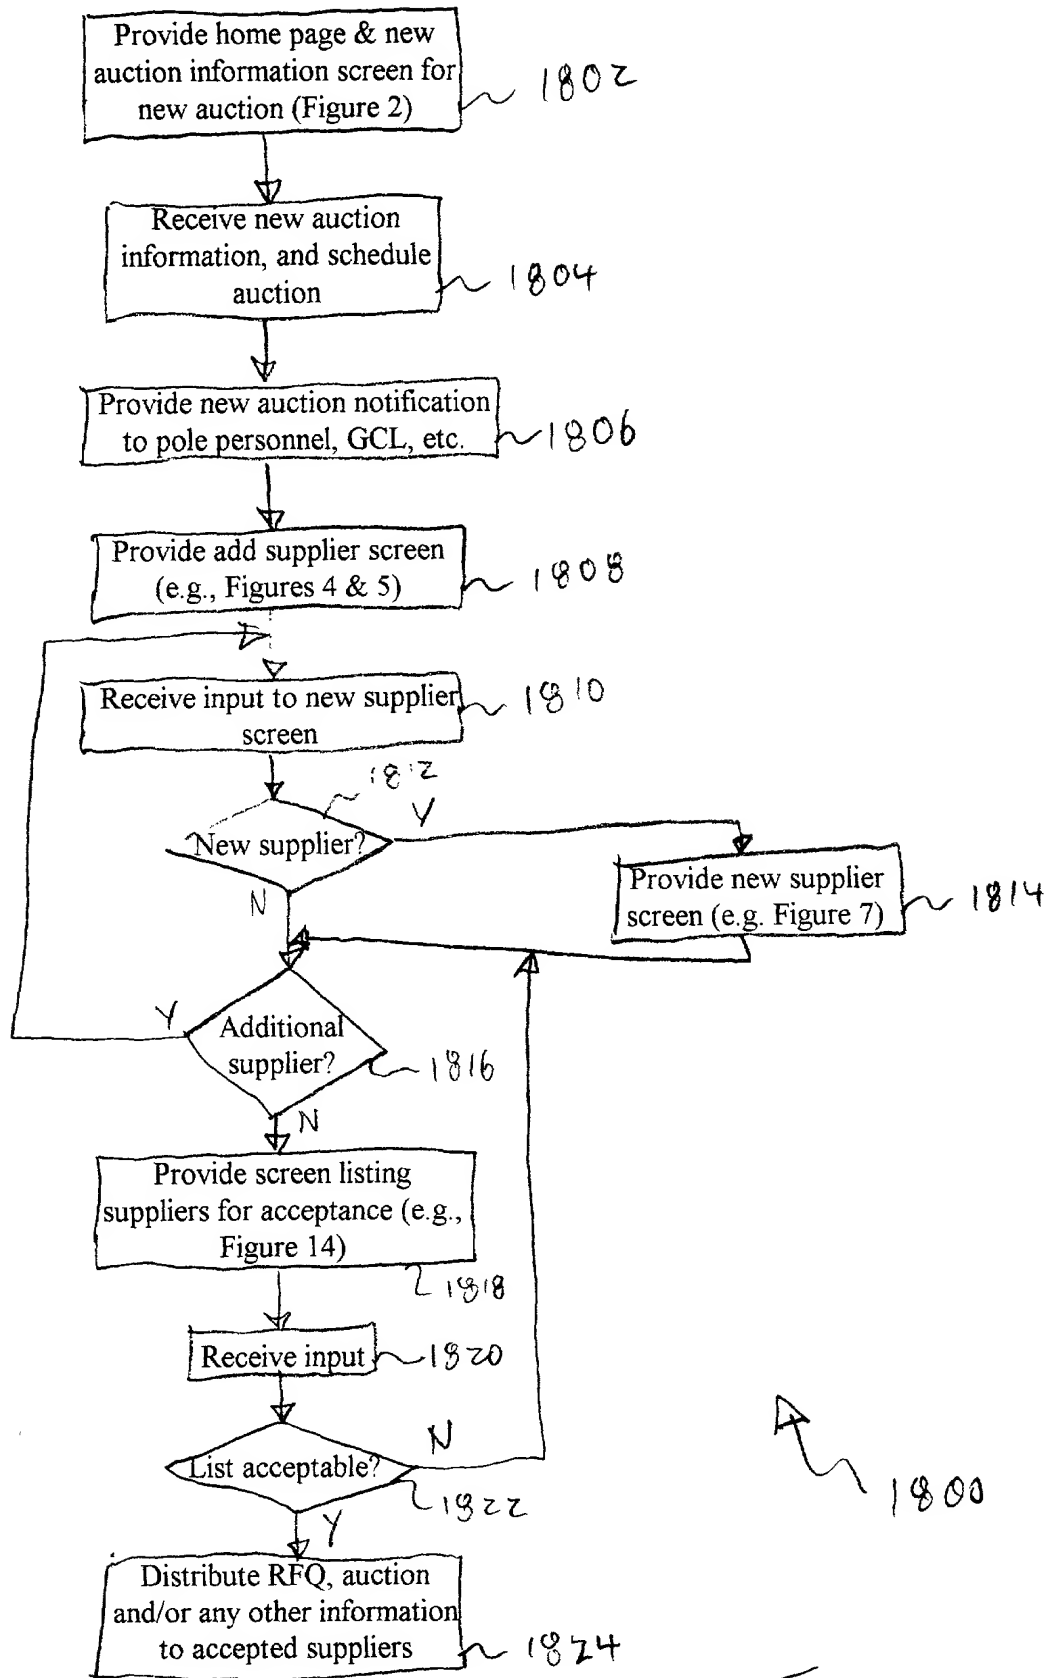 Provide home page & new
auction information screen for
new auction (Figure 2)
1802
Receive new auction
information, and schedule
auction
1804
Provide new auction notification
to pole personnel, GCL, etc.
1806
Provide add supplier screen
(e.g., Figures 4 & 5)
1808
Receive input to new supplier
screen
1810
1812
New supplier?
Y
N
Provide new supplier
screen (e.g. Figure 7)
1814
Y
Additional
supplier?
1816
N
Provide screen listing
suppliers for acceptance (e.g.,
Figure 14)
1818
Receive input
1820
List acceptable?
N
1822
Y
1800
Distribute RFQ, auction
and/or any other information
to accepted suppliers
1824